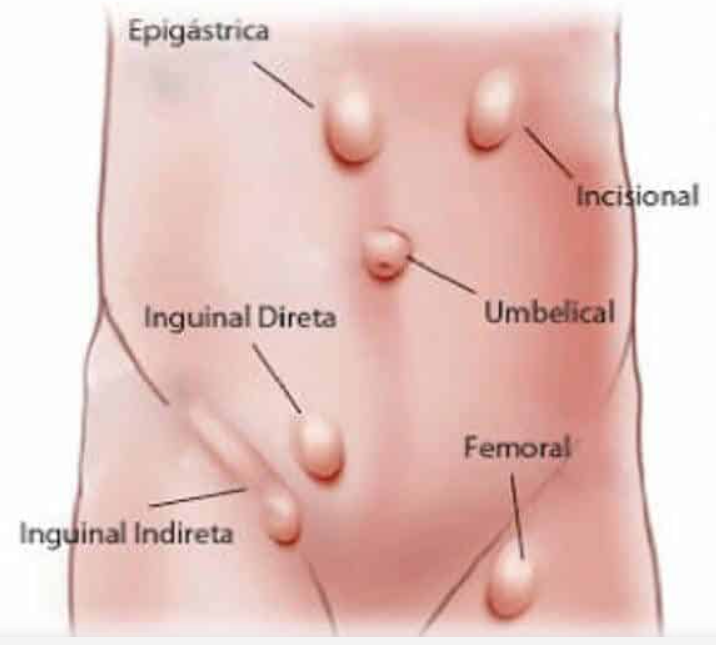 Epigástrica
Incisional
Umbelical
Inguinal Direta
Femoral
Inguinal Indireta